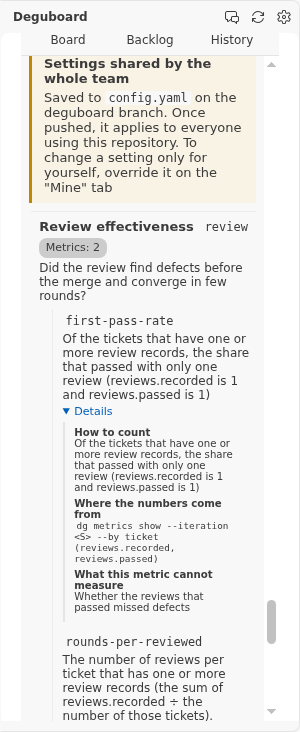 Deguboard
Board Backlog History
Settings shared by the
whole team
Saved to config.yaml on the
deguboard branch. Once
pushed, it applies to everyone
using this repository. To
change a setting only for
yourself, override it on the
"Mine" tab
Review effectiveness review
Metrics: 2
Did the review find defects before
the merge and converge in few
rounds?
first-pass-rate
Of the tickets that have one or
more review records, the share
that passed with only one
review (reviews.recorded is 1
and reviews.passed is 1)
▼ Details
How to count
Of the tickets that have one or
more review records, the share
that passed with only one
review (reviews.recorded is 1
and reviews.passed is 1)
Where the numbers come
from
dg metrics show --iteration
<S> --by ticket
(reviews.recorded,
reviews.passed)
What this metric cannot
measure
Whether the reviews that
passed missed defects
rounds-per-reviewed
The number of reviews per
ticket that has one or more
review records (the sum of
reviews.recorded ÷ the
number of those tickets).